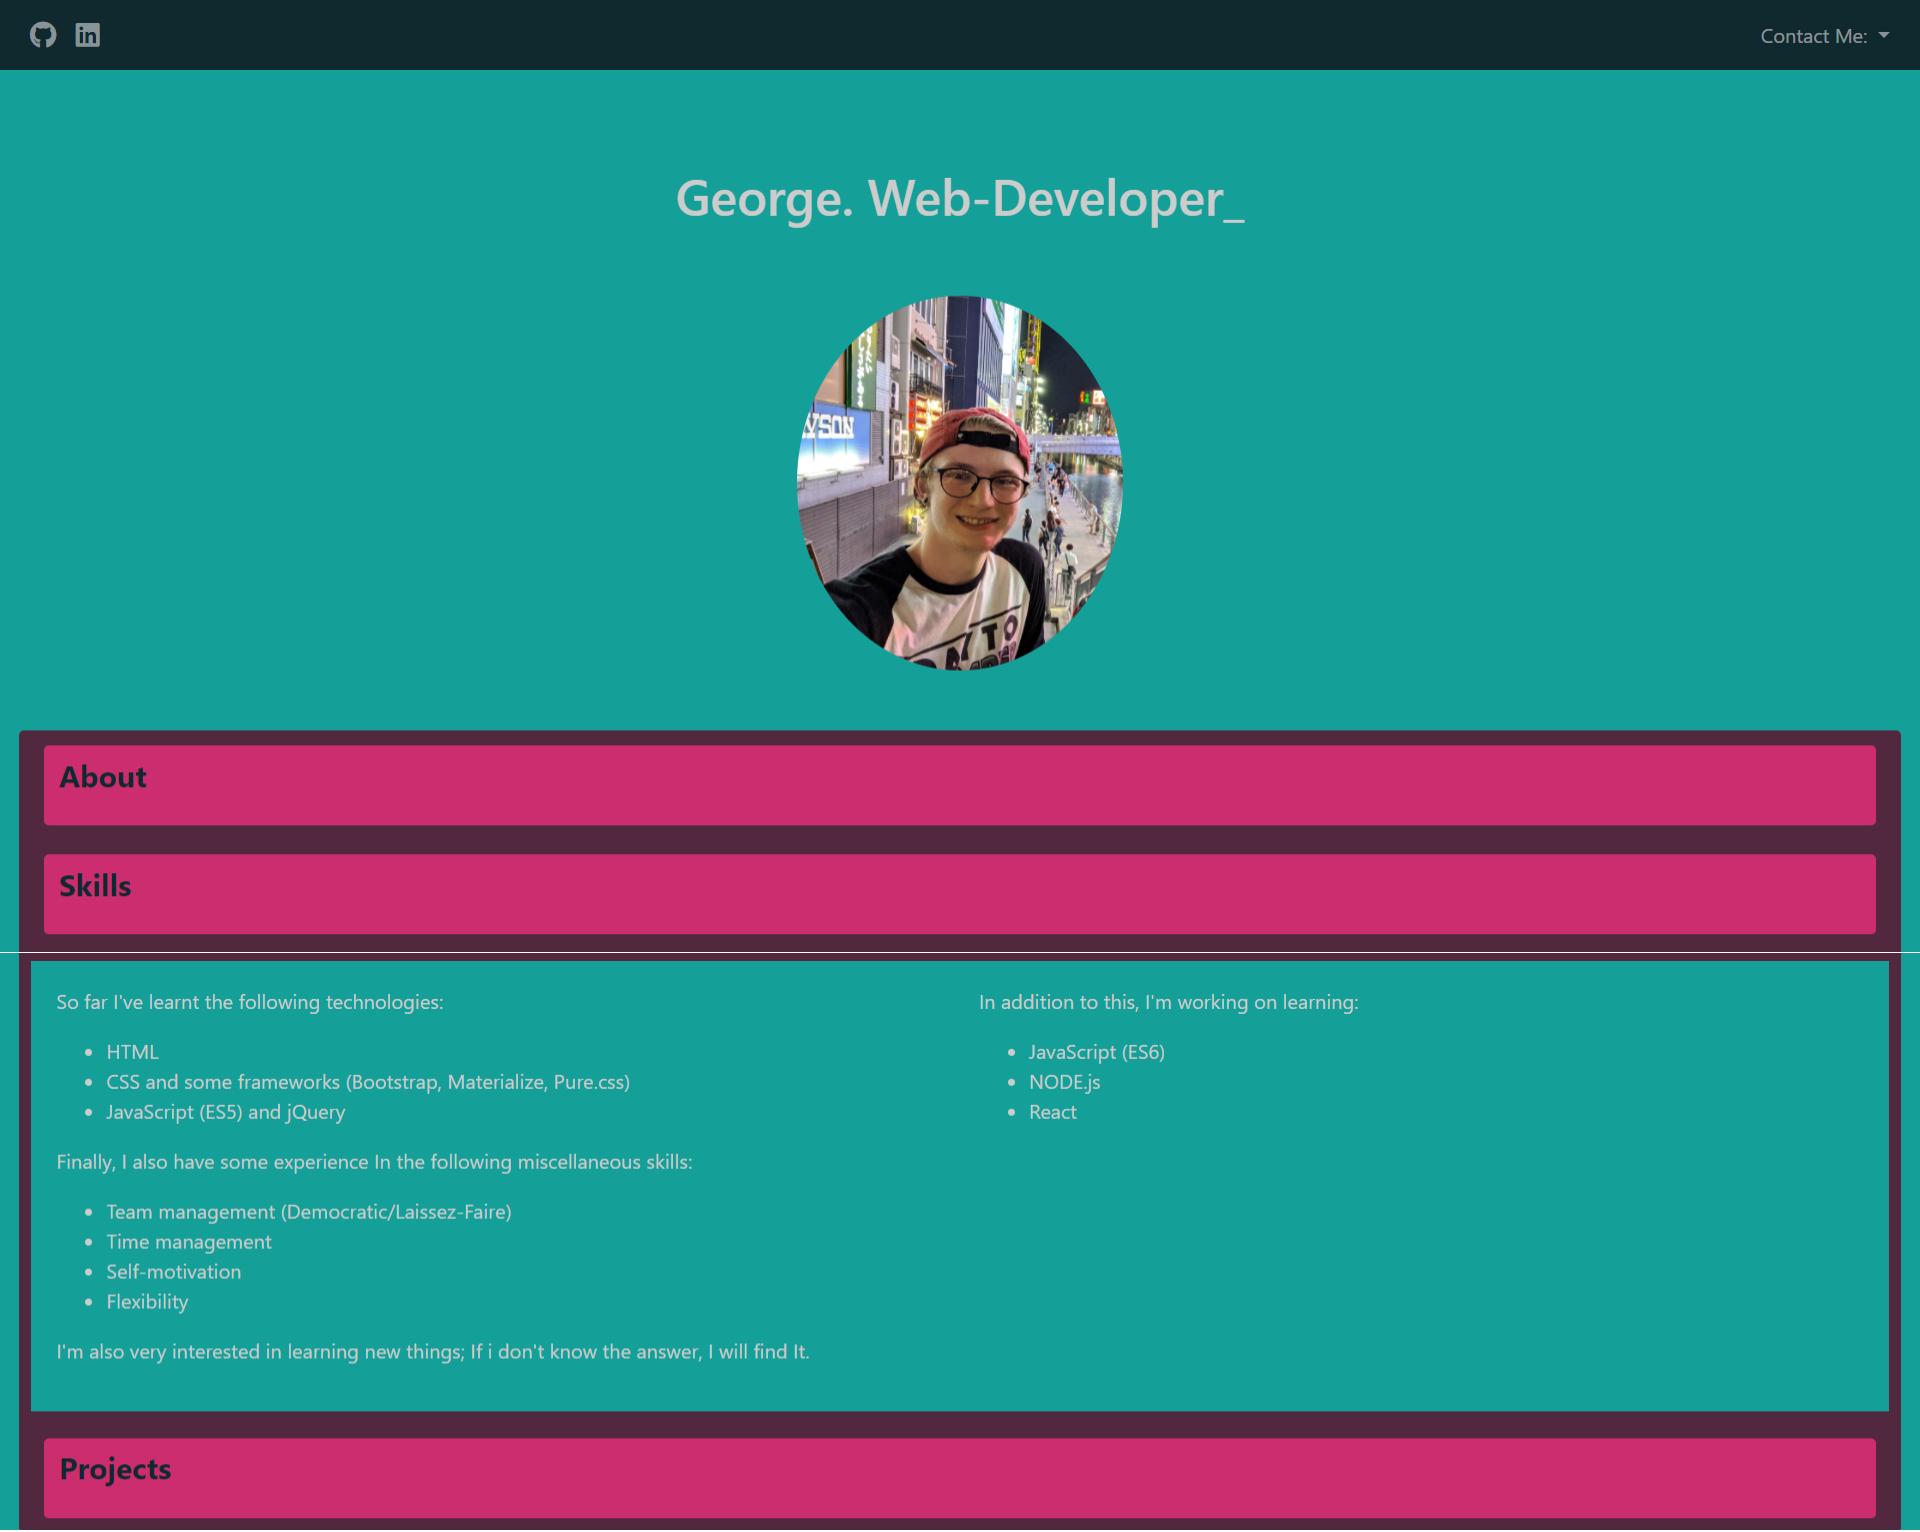 in
Contact Me:
George. Web-Developer_
About
Skills
So far I've learnt the following technologies:
HTML
CSS and some frameworks (Bootstrap, Materialize, Pure.css)
JavaScript (ES5) and jQuery
Finally, I also have some experience In the following miscellaneous skills:
Team management (Democratic/Laissez-Faire)
Time management
Self-motivation
Flexibility
I'm also very interested in learning new things; If i don't know the answer, I will find It.
In addition to this, I'm working on learning:
JavaScript (ES6)
NODE.js
React
Projects